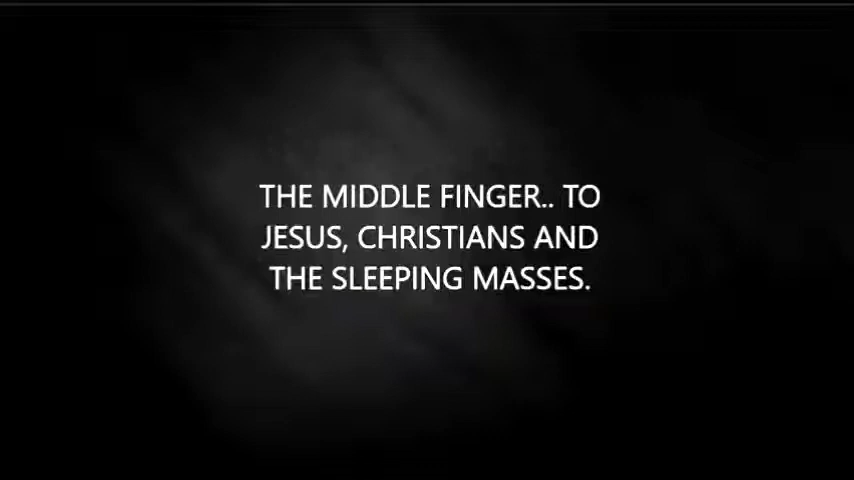 THE MIDDLE FINGER.. TO
JESUS, CHRISTIANS AND
THE SLEEPING MASSES.